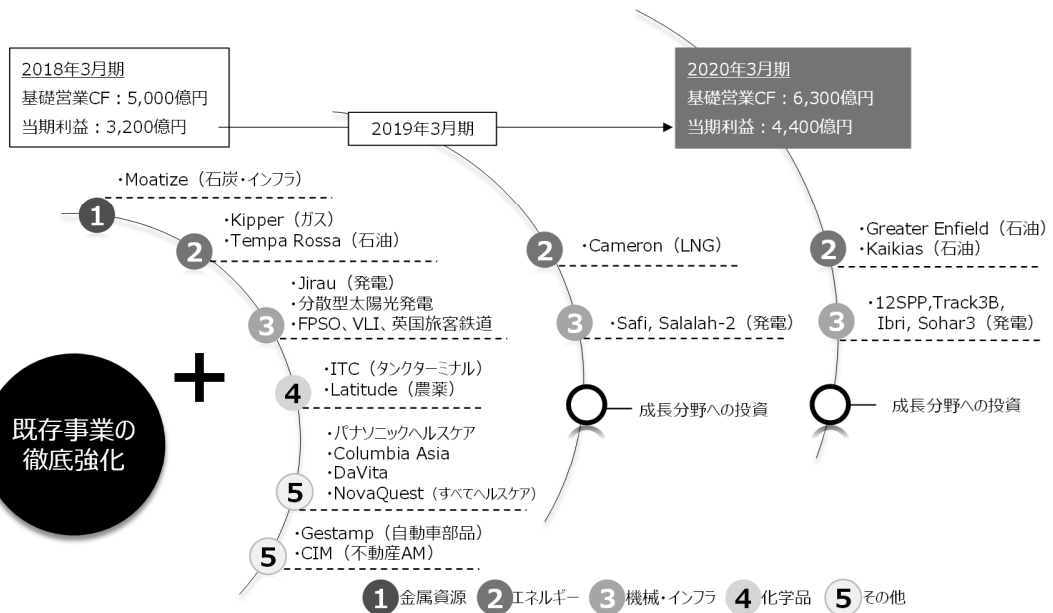 2018年3月期
基礎営業CF：5,000億円
当期利益：3,200億円
2019年3月期
2020年3月期
基礎営業CF：6,300億円
当期利益：4,400億円
既存事業の
徹底強化
+
1
・Moatize（石炭・インフラ）
2
・Kipper（ガス）
・Tempa Rossa（石油）
3
・Jirau（発電）
・分散型太陽光発電
・FPSO、VLI、英国旅客鉄道
4
・ITC（タンクターミナル）
・Latitude（農薬）
5
・パナソニックヘルスケア
・Columbia Asia
・DaVita
・NovaQuest（すべてヘルスケア）
5
・Gestamp（自動車部品）
・CIM（不動産AM）
2
・Cameron（LNG）
3
・Safi, Salalah-2（発電）
成長分野への投資
2
・Greater Enfield（石油）
・Kaikias（石油）
3
・12SPP,Track3B,
Ibri, Sohar3（発電）
成長分野への投資
1 金属資源 2 エネルギー 3 機械・インフラ 4 化学品 5 その他